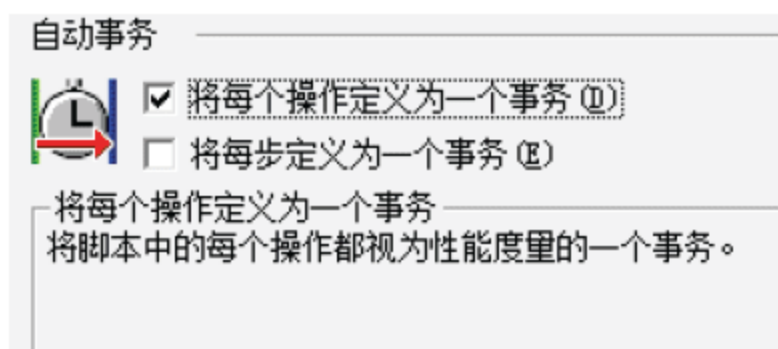 自动事务
将每个操作定义为一个事务(D)
将每步定义为一个事务(E)
将每个操作定义为一个事务
将脚本中的每个操作都视为性能度量的一个事务。